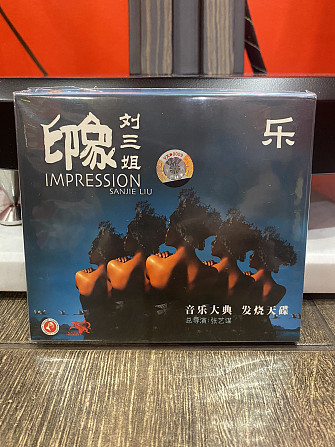 印象
刘三姐
IMPRESSION
SANJIE LIU
乐
音乐大典 发烧天碟
总导演:张艺谋